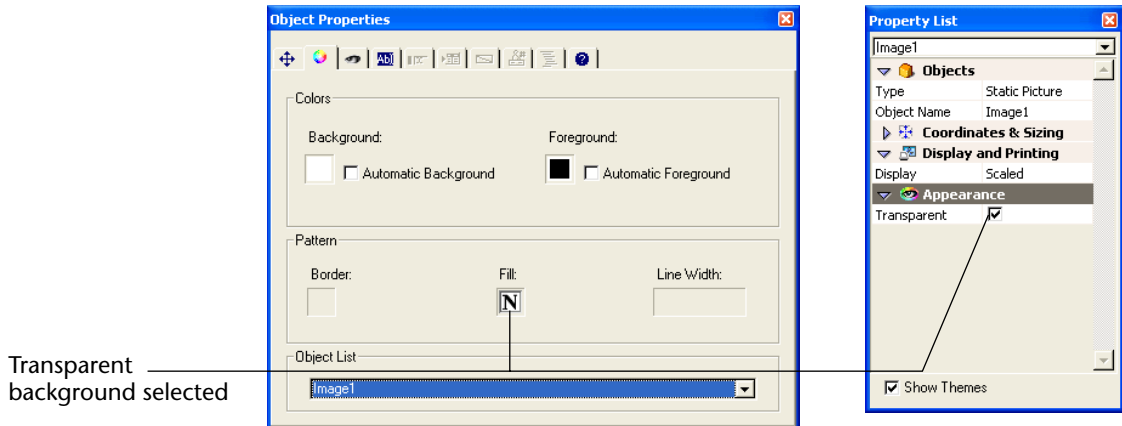 Object Properties
Ab
Colors
Background:
Foreground:
Automatic Background
Automatic Foreground
Pattern
Border:
Fill:
Line Width:
N
Object List
Image1
Transparent
background selected
Property List
Image1
Objects
Type Static Picture
Object Name Image1
Coordinates & Sizing
Display and Printing
Display Scaled
Appearance
Transparent
Show Themes